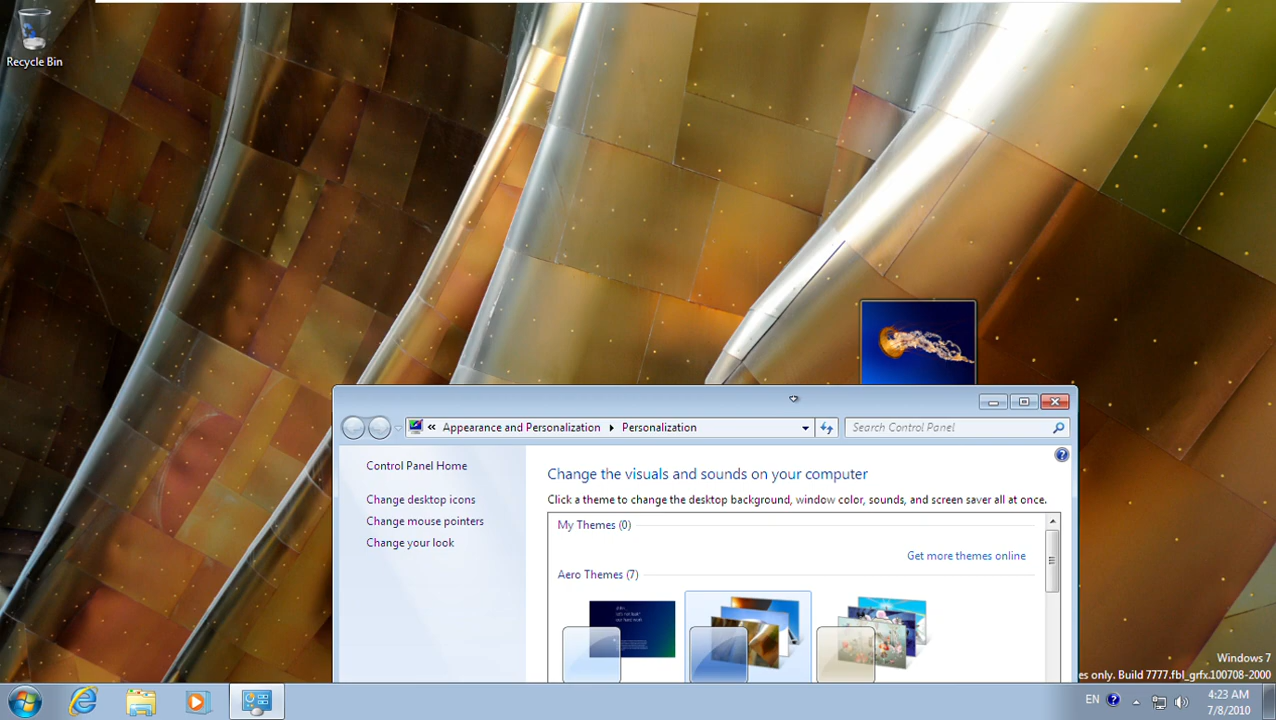 Recycle Bin
« Appearance and Personalization Personalization
Search Control Panel
Control Panel Home
Change desktop icons
Change mouse pointers
Change your look
Change the visuals and sounds on your computer
Click a theme to change the desktop background, window color, sounds, and screen saver all at once.
My Themes (0)
Get more themes online
Aero Themes (7)
Windows 7
es only. Build 7777.fbl_grfx.100708-2000
EN
4:23 AM
7/8/2010